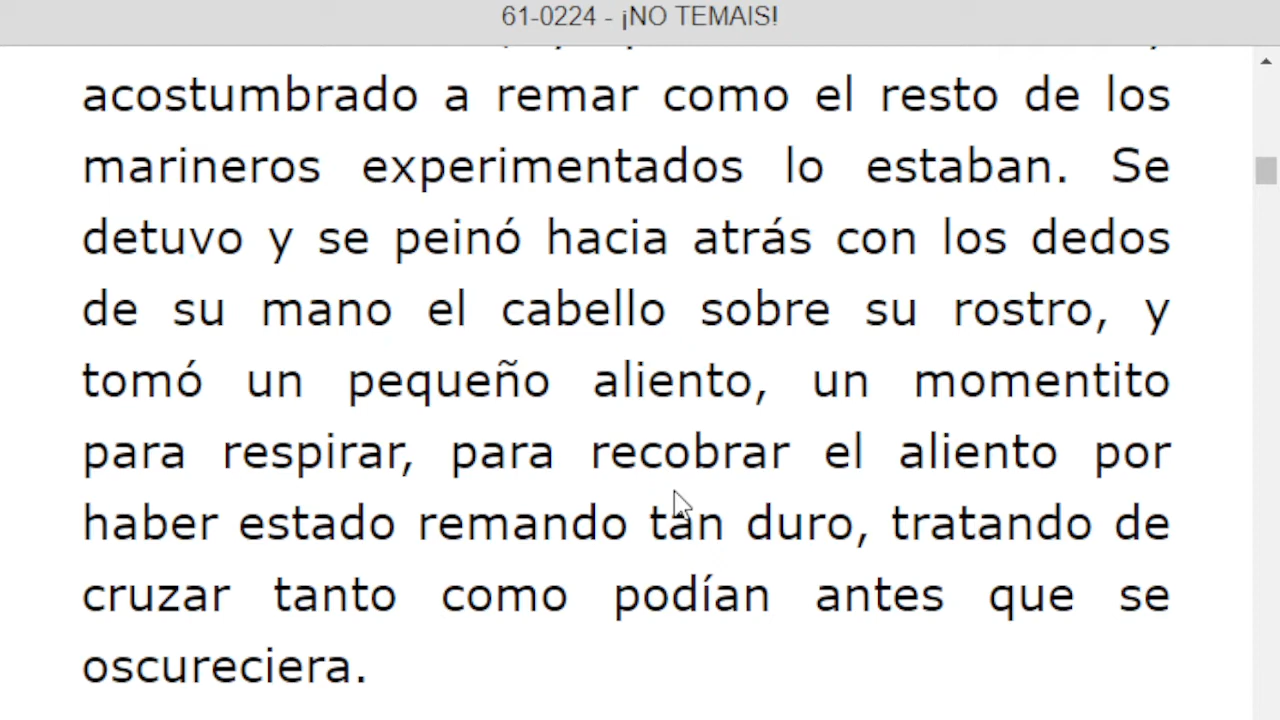 61-0224 - ¡NO TEMAIS!
acostumbrado a remar como el resto de los
marineros experimentados lo estaban. Se
detuvo y se peinó hacia atrás con los dedos
de su mano el cabello sobre su rostro, y
tomó un pequeño aliento, un momentito
para respirar, para recobrar el aliento por
haber estado remando tan duro, tratando de
cruzar tanto como podían antes que se
oscureciera.